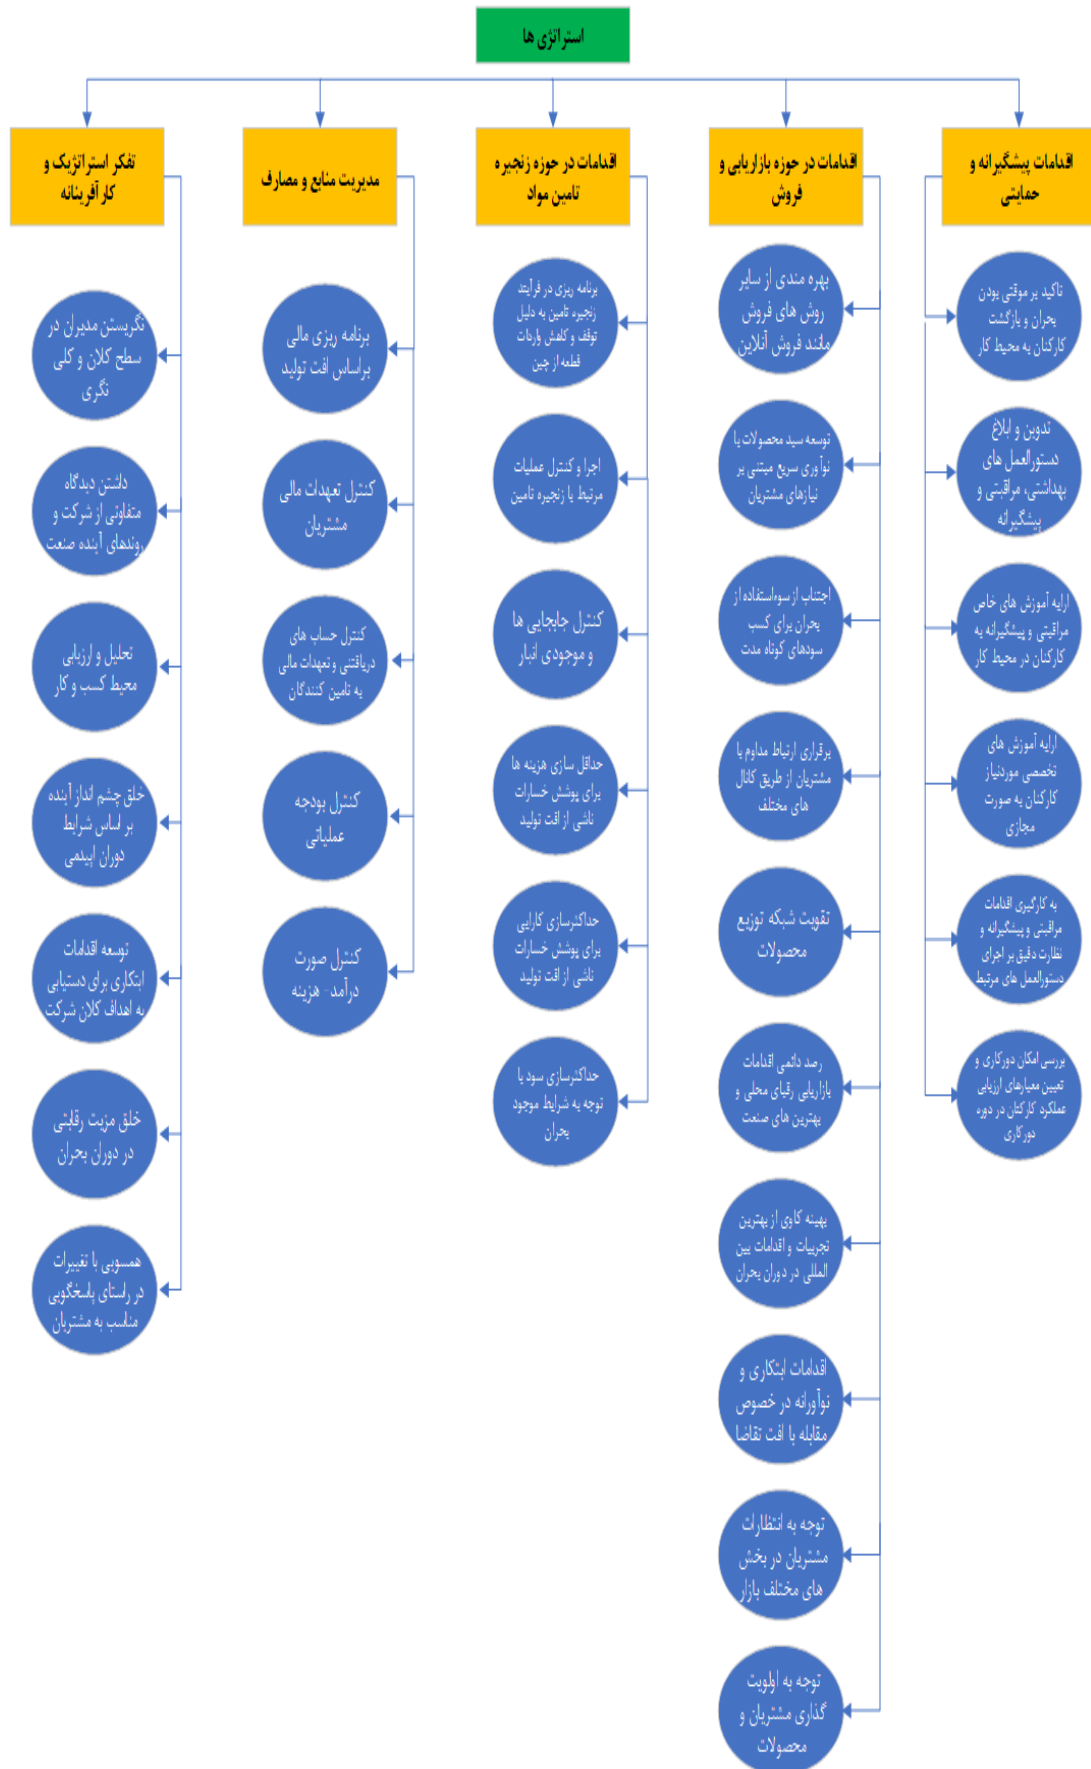 استراتژی ها
اقدامات پیشگیرانه و
حمایتی
تاکید بر موقتی بودن
بحران و بازگشت
کارکنان به محیط کار
تدوین و ابلاغ
دستورالعمل های
بهداشتی، مراقبتی و
پیشگیرانه
ارایه آموزش های خاص
مراقبتی و پیشگیرانه به
کارکنان در محیط کار
ارایه آموزش های
تخصصی موردنیاز
کارکنان به صورت
مجازی
به کارگیری اقدامات
مراقبتی و پیشگیرانه و
نظارت دقیق بر اجرای
دستورالعمل های مرتبط
بررسی امکان دورکاری و
تعیین معیارهای ارزیابی
عملکرد کارکنان در دوره
دورکاری
اقدامات در حوزه بازاریابی و
فروش
بهره مندی از سایر
روش های فروش
مانند فروش آنلاین
توسعه سبد محصولات با
نوآوری سریع مبتنی بر
نیازهای مشتریان
اجتناب از سوءاستفاده از
بحران برای کسب
سودهای کوتاه مدت
برقراری ارتباط مداوم با
مشتریان از طریق کانال
های مختلف
تقویت شبکه توزیع
محصولات
رصد دائمی اقدامات
بازاریابی رقبای محلی و
بهترین های صنعت
بهینه کاوی از بهترین
تجربیات و اقدامات بین
المللی در دوران بحران
اقدامات ابتکاری و
نوآورانه در خصوص
مقابله با افت تقاضا
توجه به انتظارات
مشتریان در بخش
های مختلف بازار
توجه به اولویت
گذاری مشتریان و
محصولات
اقدامات در حوزه زنجیره
تامین مواد
برنامه ریزی در فرآیند
زنجیره تامین به دلیل
توقف و کاهش واردات
قطعه از چین
اجرا و کنترل عملیات
مرتبط با زنجیره تامین
کنترل جابجایی ها
و موجودی انبار
حداقل سازی هزینه ها
برای پوشش خسارات
ناشی از افت تولید
حداکثرسازی کارایی
برای پوشش خسارات
ناشی از افت تولید
حداکثرسازی سود با
توجه به شرایط موجود
بحران
مدیریت منابع و مصارف
برنامه ریزی مالی
براساس افت تولید
کنترل تعهدات مالی
مشتریان
کنترل حساب های
دریافتنی و تعهدات مالی
به تامین کنندگان
کنترل بودجه
عملیاتی
کنترل صورت
درآمد- هزینه
تفکر استراتژیک و
کارآفرینانه
نگریستن مدیران در
سطح کلان و کلی
نگری
داشتن دیدگاه
متفاوتی از شرکت و
روندهای آینده صنعت
تحلیل و ارزیابی
محیط کسب و کار
خلق چشم انداز آینده
بر اساس شرایط
دوران اپیدمی
توسعه اقدامات
ابتکاری برای دستیابی
به اهداف کلان شرکت
خلق مزیت رقابتی
در دوران بحران
همسویی با تغییرات
در راستای پاسخگویی
مناسب به مشتریان